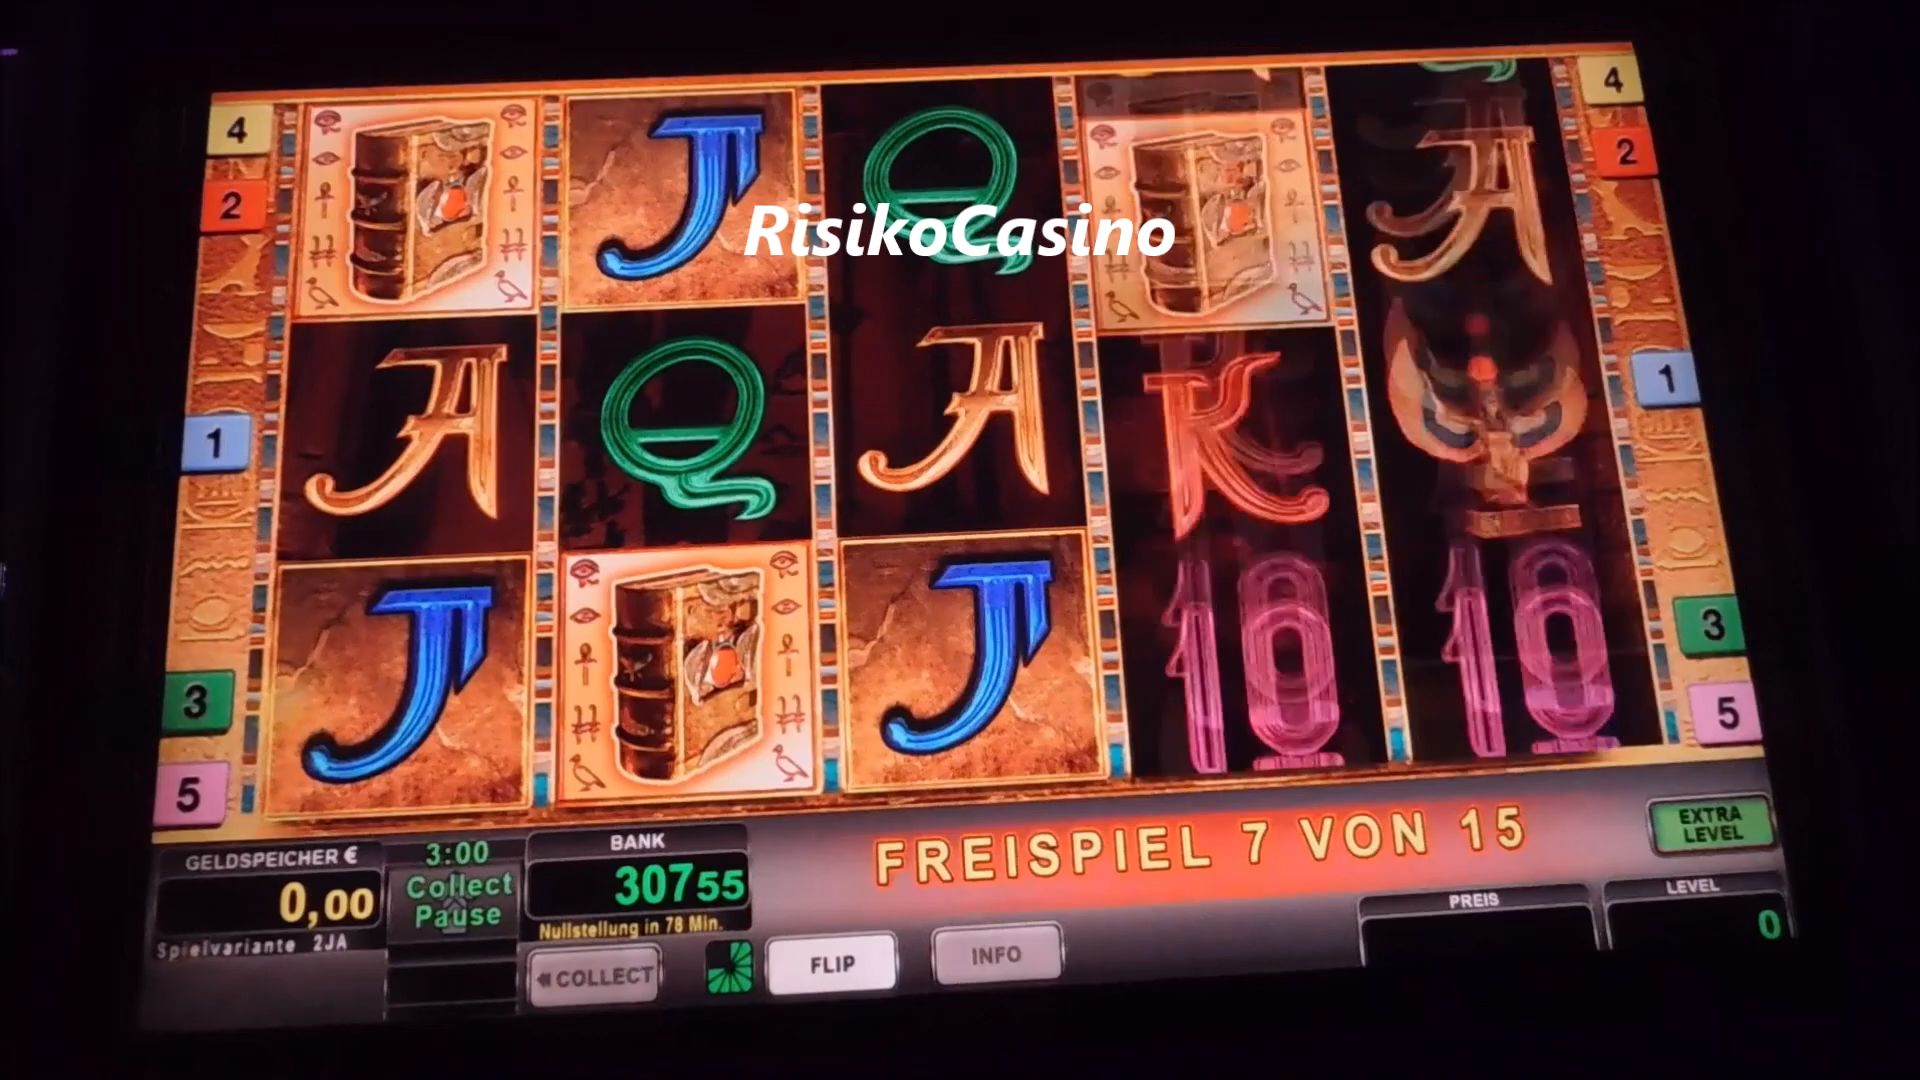 4
J
Q
A
4
2
RisikoCasino
2
A
Q
A
K
1
1
J
J
10
10
3
3
5
5
GELDSPEICHER €
0,00
Spielvariante 2JA
3:00
Collect
Pause
BANK
30755
Nullstellung in 78 Min.
FREISPIEL 7 VON 15
EXTRA
LEVEL
PREIS
LEVEL
0
COLLECT
FLIP
INFO